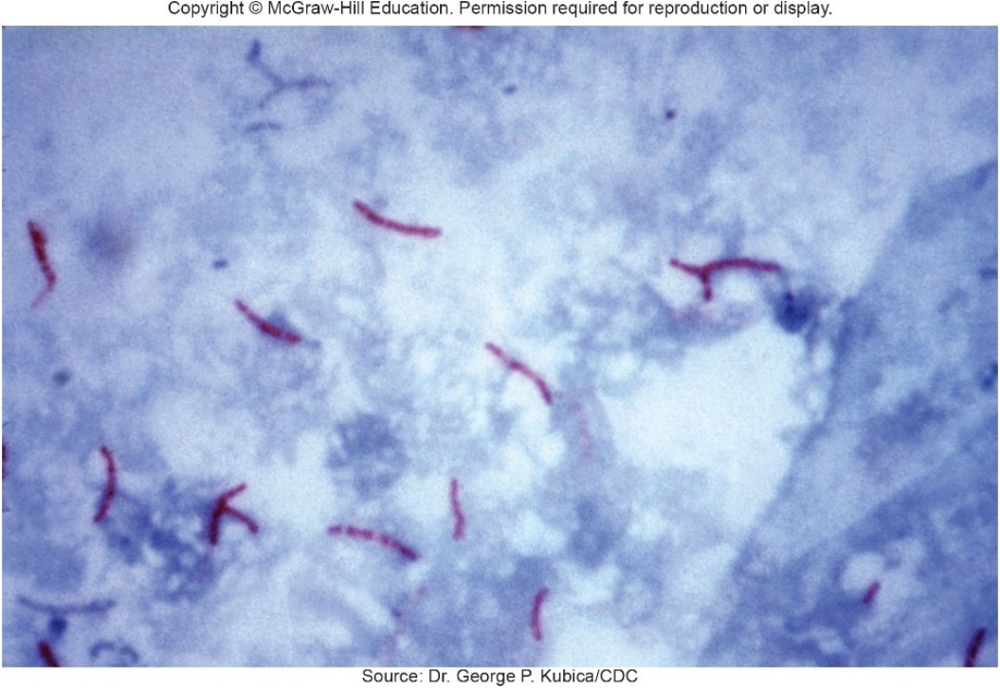 Copyright © McGraw-Hill Education. Permission required for reproduction or display.
Source: Dr. George P. Kubica/CDC